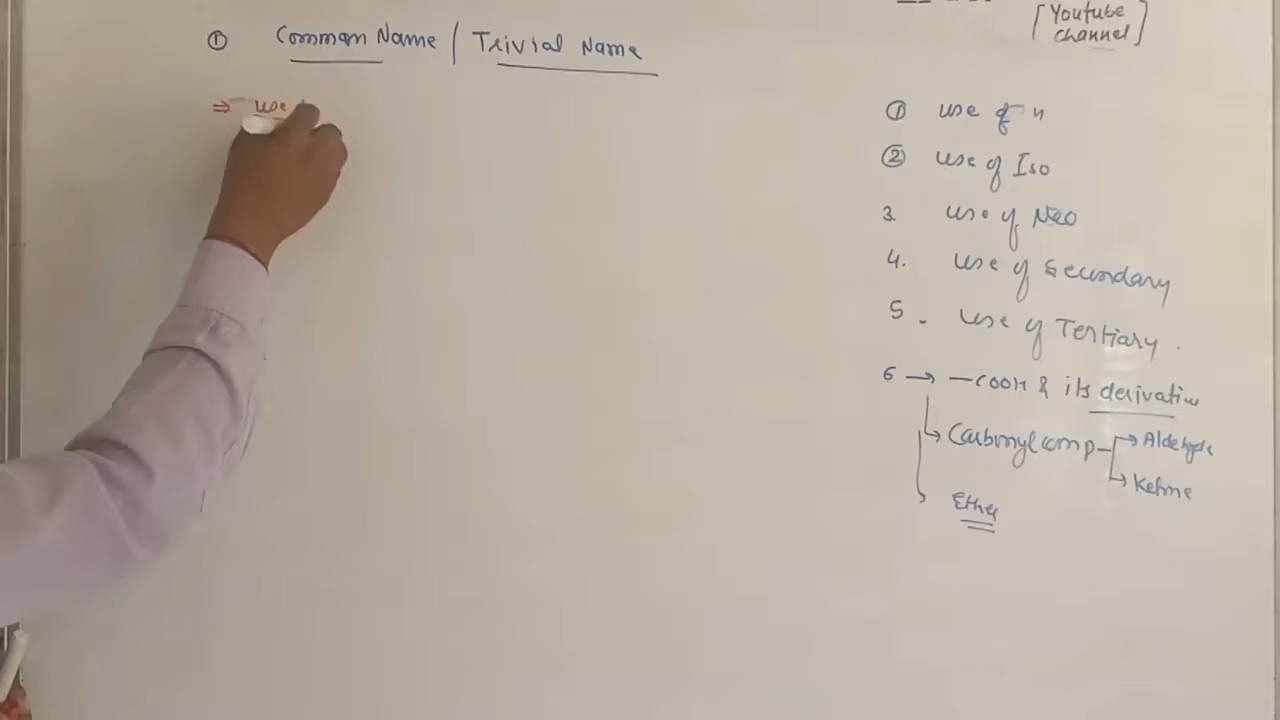 ① Common Name / Trivial Name
⇒ use
[Youtube
channel]
① use of n
② use of Iso
3. use of Neo
4. use of Secondary
5. use of Tertiary.
6 → —COOH & its derivative
↳ Carbonyl comp → Aldehyde
↳ Ketone
Ether